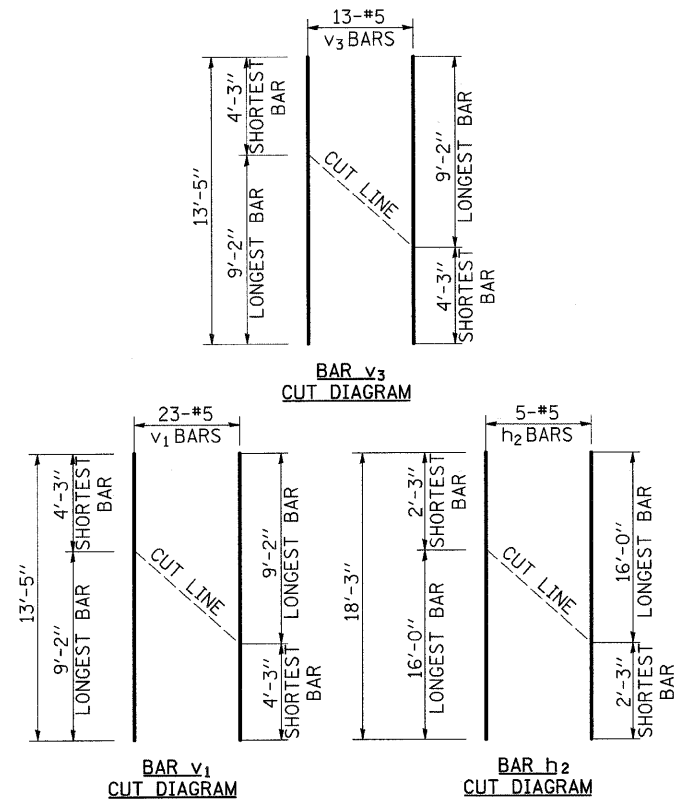 13-#5
v3 BARS
13'-5"
4'-3"
SHORTEST
BAR
9'-2"
LONGEST BAR
CUT LINE
9'-2"
LONGEST BAR
4'-3"
SHORTEST
BAR
BAR v3
CUT DIAGRAM
23-#5
v1 BARS
13'-5"
4'-3"
SHORTEST
BAR
9'-2"
LONGEST BAR
CUT LINE
9'-2"
LONGEST BAR
4'-3"
SHORTEST
BAR
BAR v1
CUT DIAGRAM
5-#5
h2 BARS
18'-3"
2'-3"
SHORTEST
BAR
16'-0"
LONGEST BAR
CUT LINE
16'-0"
LONGEST BAR
2'-3"
SHORTEST
BAR
BAR h2
CUT DIAGRAM